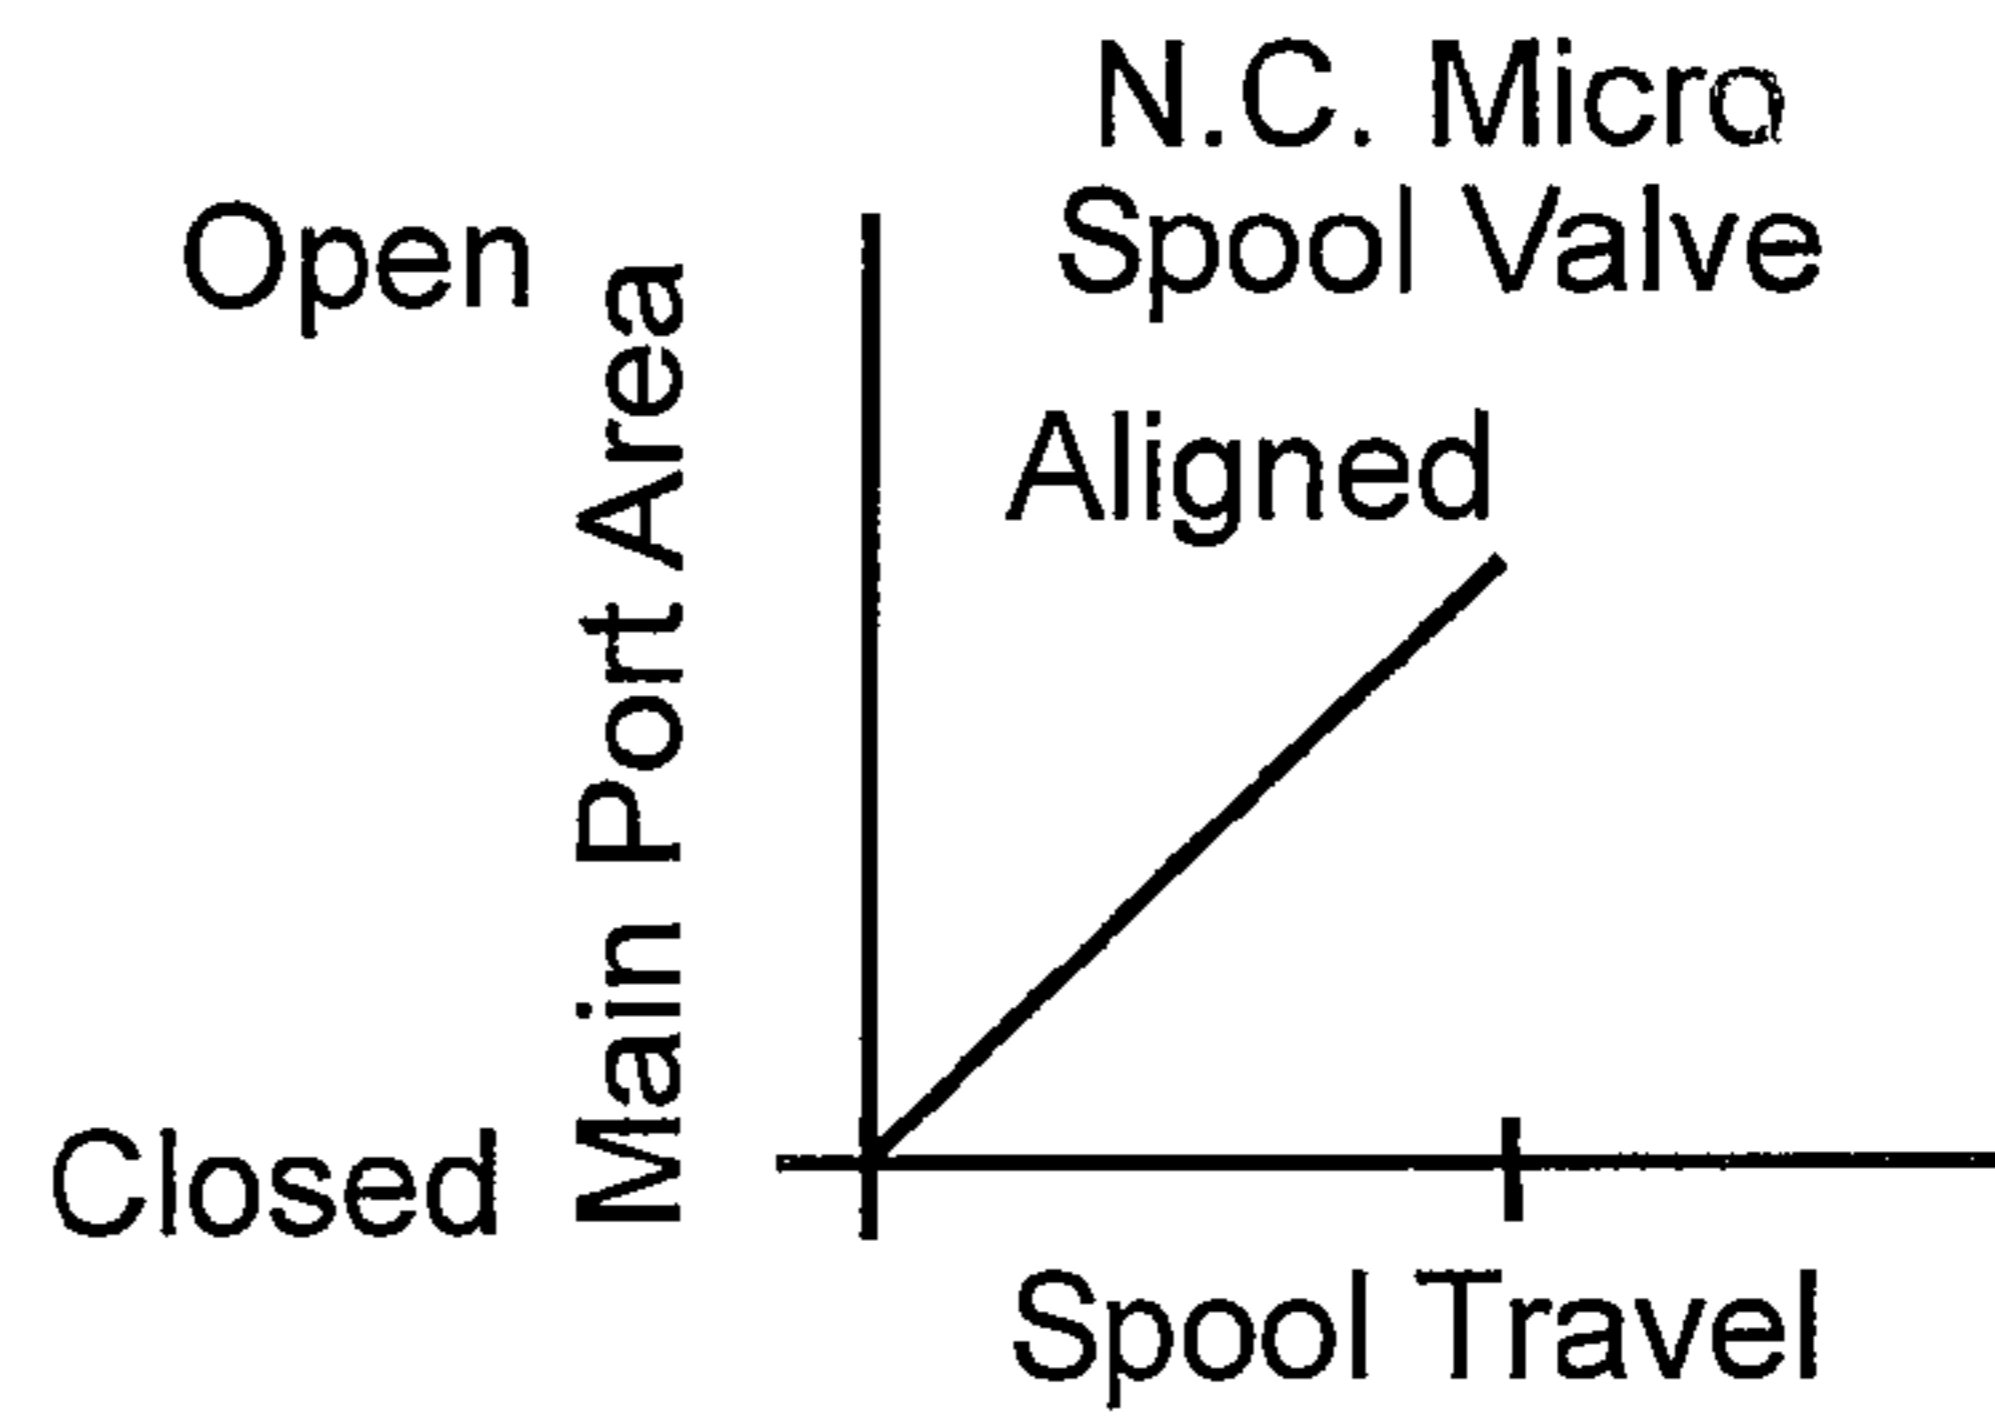 N.C. Micro
Spool Valve
Open
Main Port Area
Aligned
Closed
Spool Travel